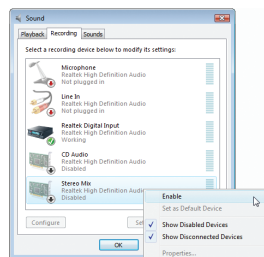 Sound
Playback Recording Sounds
Select a recording device below to modify its settings:
Microphone
Realtek High Definition Audio
Not plugged in
Line In
Realtek High Definition Audio
Not plugged in
Realtek Digital Input
Realtek High Definition Audio
Working
CD Audio
Realtek High Definition Audio
Disabled
Stereo Mix
Realtek High Definition Audio
Disabled
Enable
Set as Default Device
Show Disabled Devices
Show Disconnected Devices
Properties...
Configure
OK